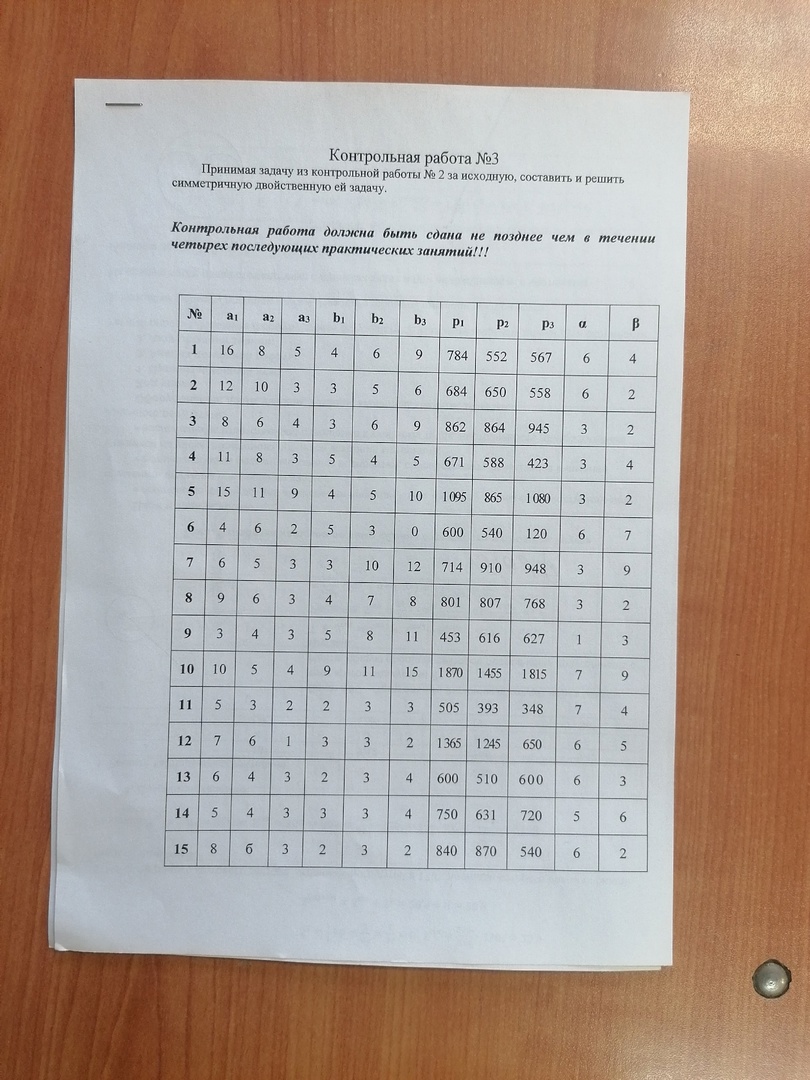 Контрольная работа №3
Принимая задачу из контрольной работы № 2 за исходную, составить и решить
симметричную двойственную ей задачу.
Контрольная работа должна быть сдана не позднее чем в течении
четырех последующих практических занятий!!!
№ a₁ a₂ a₃ b₁ b₂ b₃ p₁ p₂ p₃ α β
1 16 8 5 4 6 9 784 552 567 6 4
2 12 10 3 3 5 6 684 650 558 6 2
3 8 6 4 3 6 9 862 864 945 3 2
4 11 8 3 5 4 5 671 588 423 3 4
5 15 11 9 4 5 10 1095 865 1080 3 2
6 4 6 2 5 3 0 600 540 120 6 7
7 6 5 3 3 10 12 714 910 948 3 9
8 9 6 3 4 7 8 801 807 768 3 2
9 3 4 3 5 8 11 453 616 627 1 3
10 10 5 4 9 11 15 1870 1455 1815 7 9
11 5 3 2 2 3 3 505 393 348 7 4
12 7 6 1 3 3 2 1365 1245 650 6 5
13 6 4 3 2 3 4 600 510 600 6 3
14 5 4 3 3 3 4 750 631 720 5 6
15 8 б 3 2 3 2 840 870 540 6 2